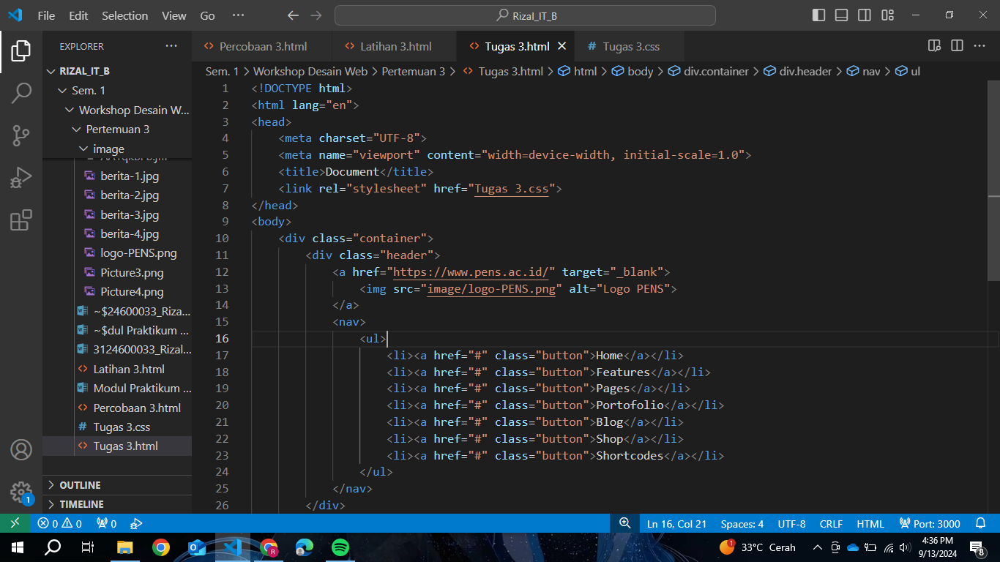 File Edit Selection View Go ··· Rizal_IT_B
EXPLORER ···
RIZAL_IT_B
Sem. 1
Workshop Desain W...
Pertemuan 3
image
berita-1.jpg
berita-2.jpg
berita-3.jpg
berita-4.jpg
logo-PENS.png
Picture3.png
Picture4.png
~$24600033_Riza...
~$dul Praktikum ...
3124600033_Rizal...
Latihan 3.html
Modul Praktikum ...
Percobaan 3.html
Tugas 3.css
Tugas 3.html
OUTLINE
TIMELINE
Percobaan 3.html Latihan 3.html Tugas 3.html Tugas 3.css
Sem. 1 > Workshop Desain Web > Pertemuan 3 > Tugas 3.html > html > body > div.container > div.header > nav > ul
1 <!DOCTYPE html>
2 <html lang="en">
3 <head>
4 <meta charset="UTF-8">
5 <meta name="viewport" content="width=device-width, initial-scale=1.0">
6 <title>Document</title>
7 <link rel="stylesheet" href="Tugas 3.css">
8 </head>
9 <body>
10 <div class="container">
11 <div class="header">
12 <a href="https://www.pens.ac.id/" target="_blank">
13 <img src="image/logo-PENS.png" alt="Logo PENS">
14 </a>
15 <nav>
16 <ul>
17 <li><a href="#" class="button">Home</a></li>
18 <li><a href="#" class="button">Features</a></li>
19 <li><a href="#" class="button">Pages</a></li>
20 <li><a href="#" class="button">Portofolio</a></li>
21 <li><a href="#" class="button">Blog</a></li>
22 <li><a href="#" class="button">Shop</a></li>
23 <li><a href="#" class="button">Shortcodes</a></li>
24 </ul>
25 </nav>
26 </div>
1
0 0 0 Ln 16, Col 21 Spaces: 4 UTF-8 CRLF HTML Port: 3000
1 33°C Cerah 4:36 PM
9/13/2024
8